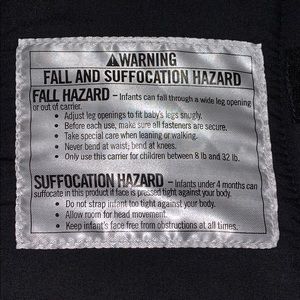 ⚠WARNING
FALL AND SUFFOCATION HAZARD
FALL HAZARD – Infants can fall through a wide leg opening
or out of carrier.
• Adjust leg openings to fit baby's legs snugly.
• Before each use, make sure all fasteners are secure.
• Take special care when leaning or walking.
• Never bend at waist; bend at knees.
• Only use this carrier for children between 8 lb and 32 lb.
SUFFOCATION HAZARD – Infants under 4 months can
suffocate in this product if face is pressed tight against your body.
• Do not strap infant too tight against your body.
• Allow room for head movement.
• Keep infant's face free from obstructions at all times.